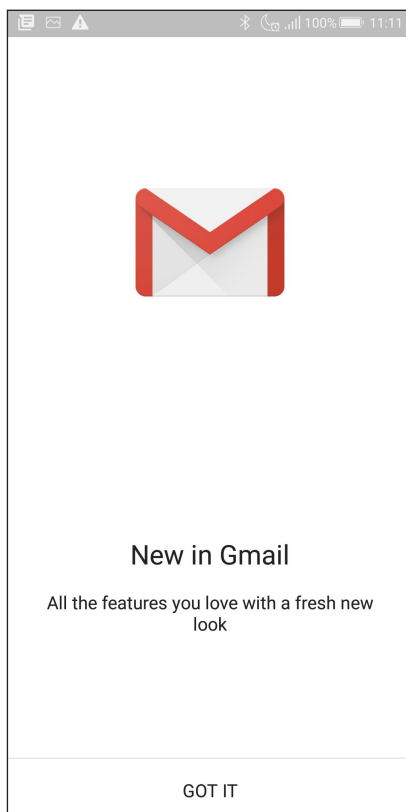 100% 11:11
New in Gmail
All the features you love with a fresh new
look
GOT IT